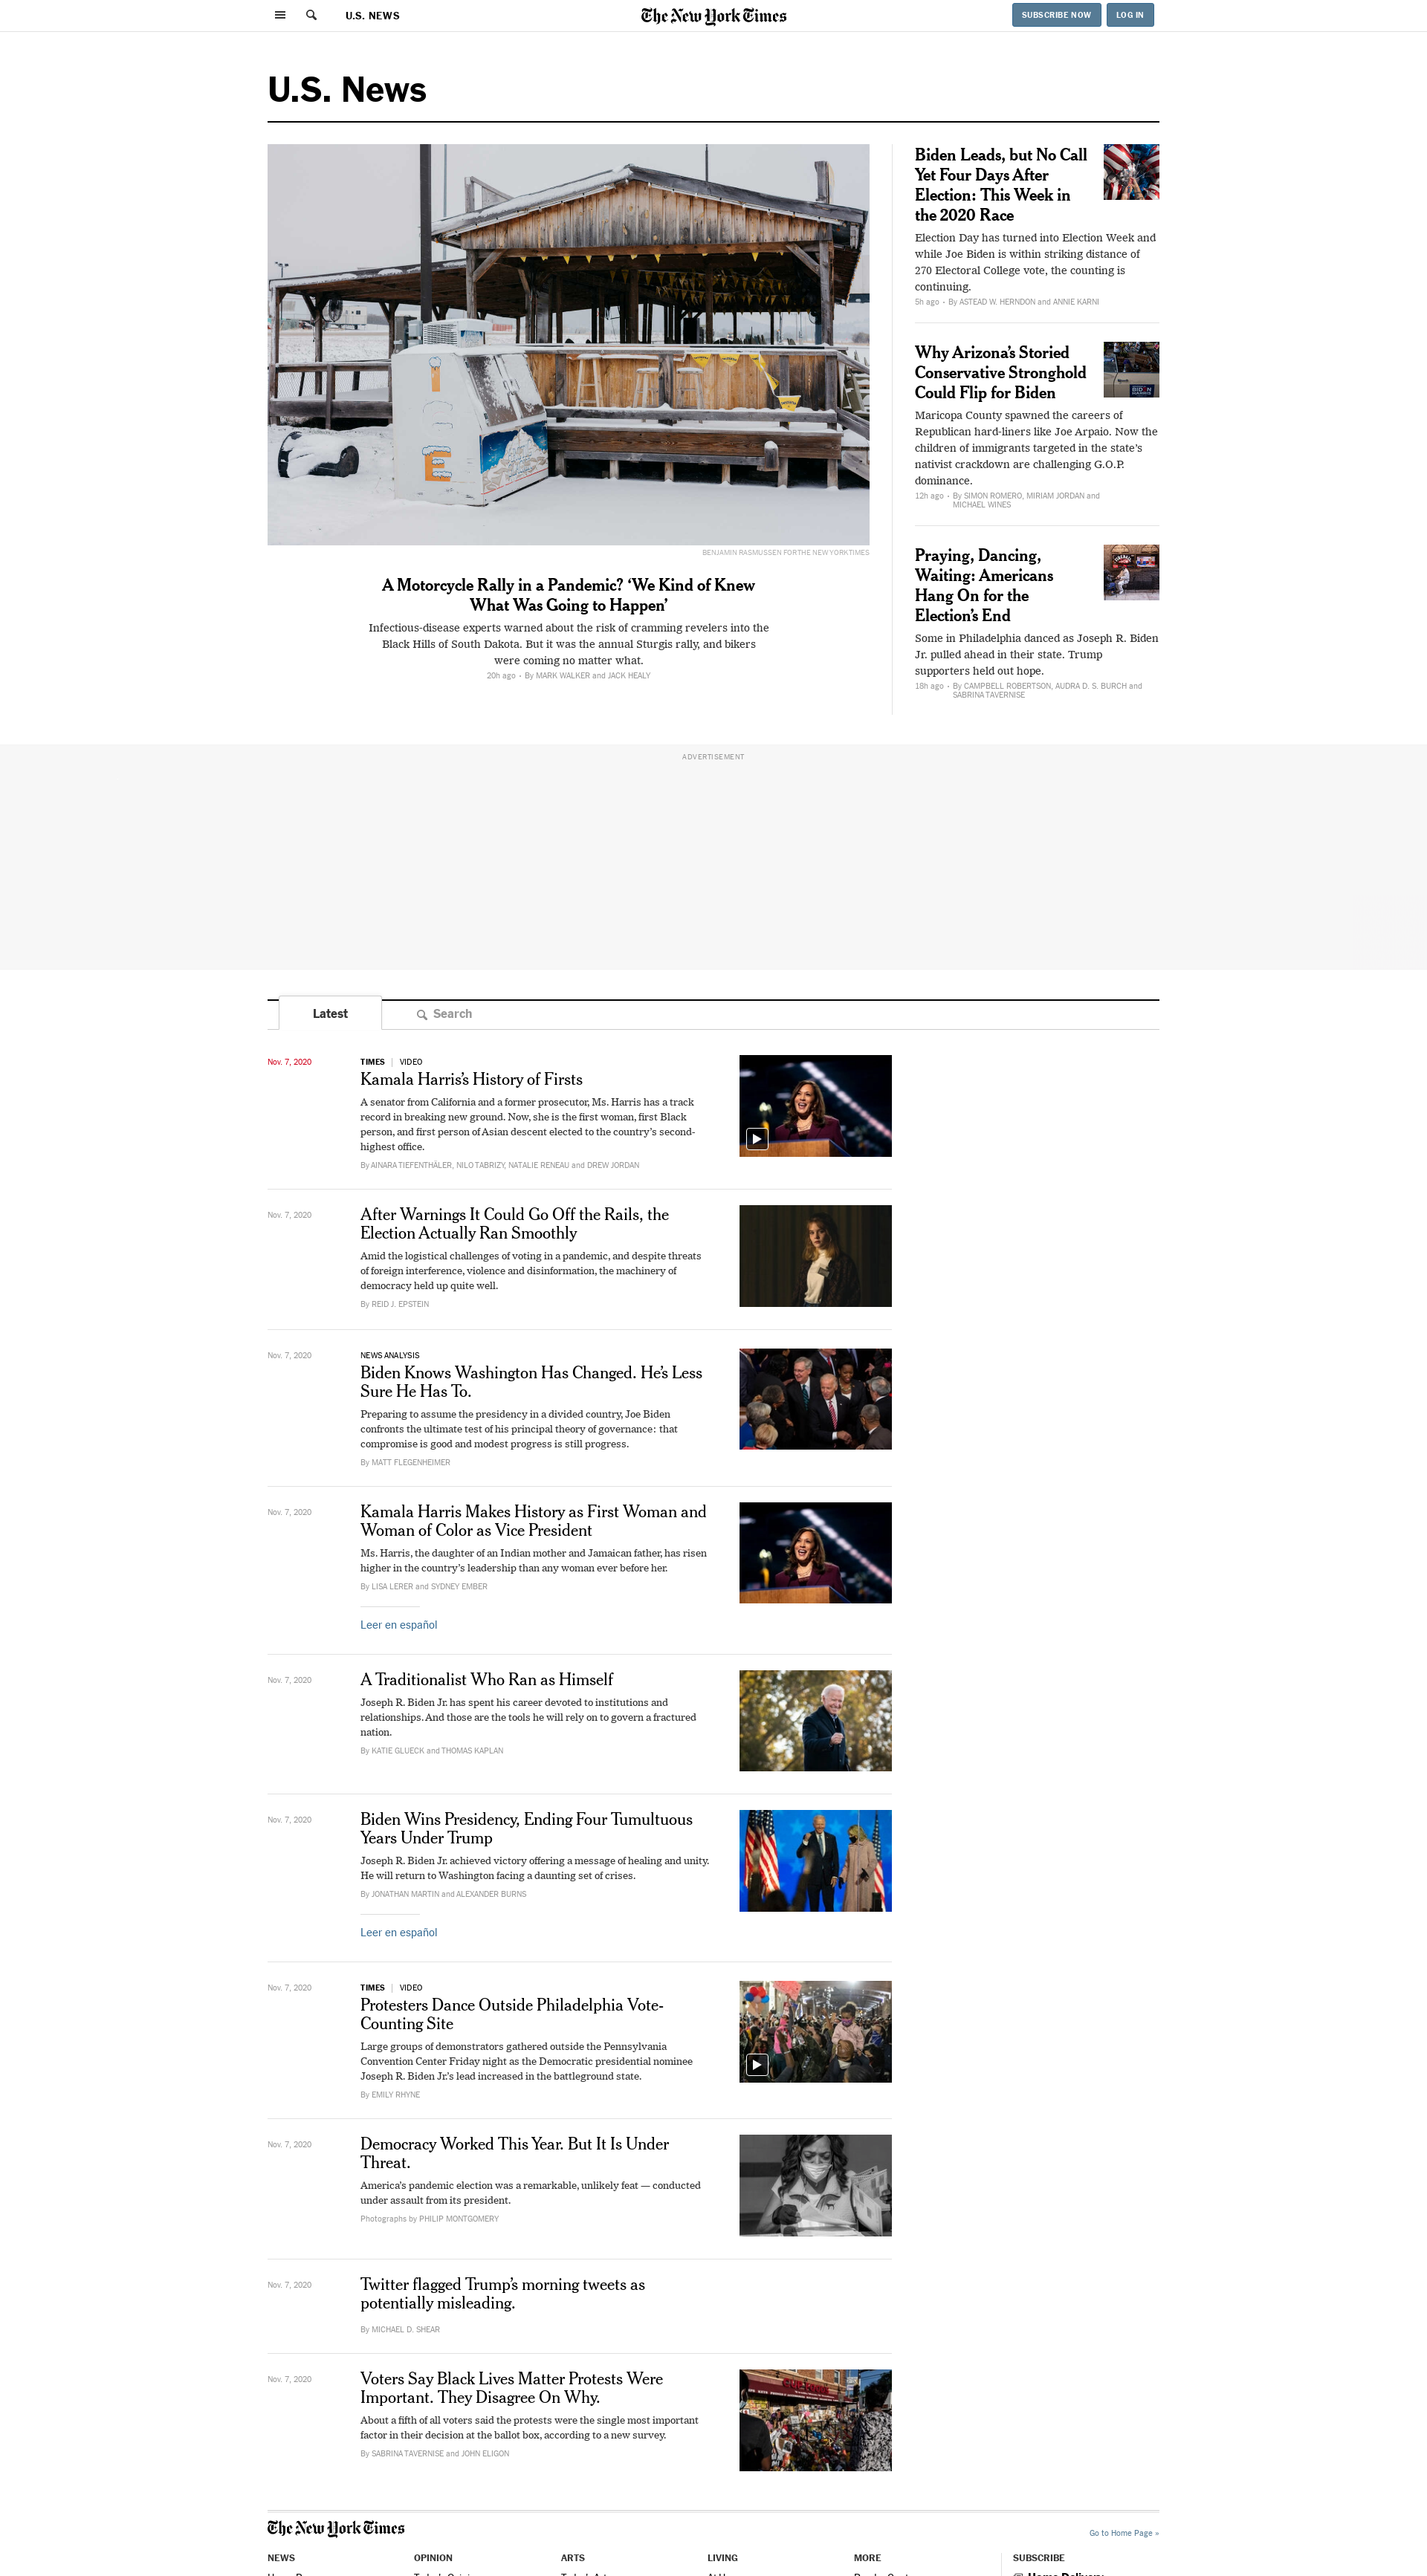 U.S. NEWS
The New York Times
SUBSCRIBE NOW
LOG IN
U.S. News
BENJAMIN RASMUSSEN FOR THE NEW YORK TIMES
A Motorcycle Rally in a Pandemic? ‘We Kind of Knew
What Was Going to Happen’
Infectious-disease experts warned about the risk of cramming revelers into the
Black Hills of South Dakota. But it was the annual Sturgis rally, and bikers
were coming no matter what.
20h ago • By MARK WALKER and JACK HEALY
Biden Leads, but No Call
Yet Four Days After
Election: This Week in
the 2020 Race
Election Day has turned into Election Week and
while Joe Biden is within striking distance of
270 Electoral College vote, the counting is
continuing.
5h ago • By ASTEAD W. HERNDON and ANNIE KARNI
Why Arizona’s Storied
Conservative Stronghold
Could Flip for Biden
Maricopa County spawned the careers of
Republican hard-liners like Joe Arpaio. Now the
children of immigrants targeted in the state’s
nativist crackdown are challenging G.O.P.
dominance.
12h ago • By SIMON ROMERO, MIRIAM JORDAN and
MICHAEL WINES
Praying, Dancing,
Waiting: Americans
Hang On for the
Election’s End
Some in Philadelphia danced as Joseph R. Biden
Jr. pulled ahead in their state. Trump
supporters held out hope.
18h ago • By CAMPBELL ROBERTSON, AUDRA D. S. BURCH and
SABRINA TAVERNISE
ADVERTISEMENT
Latest
Search
Nov. 7, 2020
TIMES | VIDEO
Kamala Harris’s History of Firsts
A senator from California and a former prosecutor, Ms. Harris has a track
record in breaking new ground. Now, she is the first woman, first Black
person, and first person of Asian descent elected to the country’s second-
highest office.
By AINARA TIEFENTHÄLER, NILO TABRIZY, NATALIE RENEAU and DREW JORDAN
Nov. 7, 2020
After Warnings It Could Go Off the Rails, the
Election Actually Ran Smoothly
Amid the logistical challenges of voting in a pandemic, and despite threats
of foreign interference, violence and disinformation, the machinery of
democracy held up quite well.
By REID J. EPSTEIN
Nov. 7, 2020
NEWS ANALYSIS
Biden Knows Washington Has Changed. He’s Less
Sure He Has To.
Preparing to assume the presidency in a divided country, Joe Biden
confronts the ultimate test of his principal theory of governance: that
compromise is good and modest progress is still progress.
By MATT FLEGENHEIMER
Nov. 7, 2020
Kamala Harris Makes History as First Woman and
Woman of Color as Vice President
Ms. Harris, the daughter of an Indian mother and Jamaican father, has risen
higher in the country’s leadership than any woman ever before her.
By LISA LERER and SYDNEY EMBER
Leer en español
Nov. 7, 2020
A Traditionalist Who Ran as Himself
Joseph R. Biden Jr. has spent his career devoted to institutions and
relationships. And those are the tools he will rely on to govern a fractured
nation.
By KATIE GLUECK and THOMAS KAPLAN
Nov. 7, 2020
Biden Wins Presidency, Ending Four Tumultuous
Years Under Trump
Joseph R. Biden Jr. achieved victory offering a message of healing and unity.
He will return to Washington facing a daunting set of crises.
By JONATHAN MARTIN and ALEXANDER BURNS
Leer en español
Nov. 7, 2020
TIMES | VIDEO
Protesters Dance Outside Philadelphia Vote-
Counting Site
Large groups of demonstrators gathered outside the Pennsylvania
Convention Center Friday night as the Democratic presidential nominee
Joseph R. Biden Jr.’s lead increased in the battleground state.
By EMILY RHYNE
Nov. 7, 2020
Democracy Worked This Year. But It Is Under
Threat.
America’s pandemic election was a remarkable, unlikely feat — conducted
under assault from its president.
Photographs by PHILIP MONTGOMERY
Nov. 7, 2020
Twitter flagged Trump’s morning tweets as
potentially misleading.
By MICHAEL D. SHEAR
Nov. 7, 2020
Voters Say Black Lives Matter Protests Were
Important. They Disagree On Why.
About a fifth of all voters said the protests were the single most important
factor in their decision at the ballot box, according to a new survey.
By SABRINA TAVERNISE and JOHN ELIGON
The New York Times
Go to Home Page »
NEWS
OPINION
ARTS
MORE
SUBSCRIBE